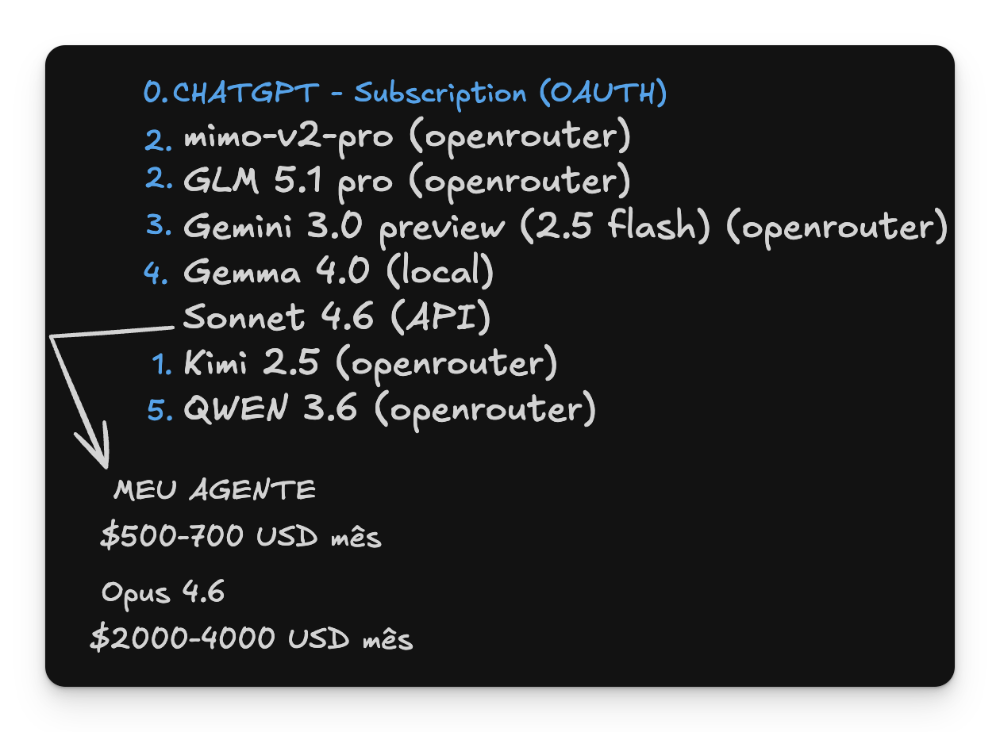 0. CHATGPT - Subscription (OAUTH)
2. mimo-v2-pro (openrouter)
2. GLM 5.1 pro (openrouter)
3. Gemini 3.0 preview (2.5 flash) (openrouter)
4. Gemma 4.0 (local)
Sonnet 4.6 (API)
1. Kimi 2.5 (openrouter)
5. QWEN 3.6 (openrouter)
MEU AGENTE
$500-700 USD mês
Opus 4.6
$2000-4000 USD mês